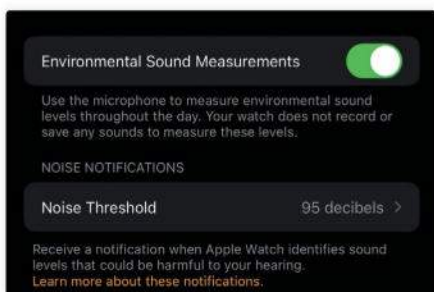 Environmental Sound Measurements
Use the microphone to measure environmental sound
levels throughout the day. Your watch does not record or
save any sounds to measure these levels.
NOISE NOTIFICATIONS
Noise Threshold 95 decibels >
Receive a notification when Apple Watch identifies sound
levels that could be harmful to your hearing.
Learn more about these notifications.